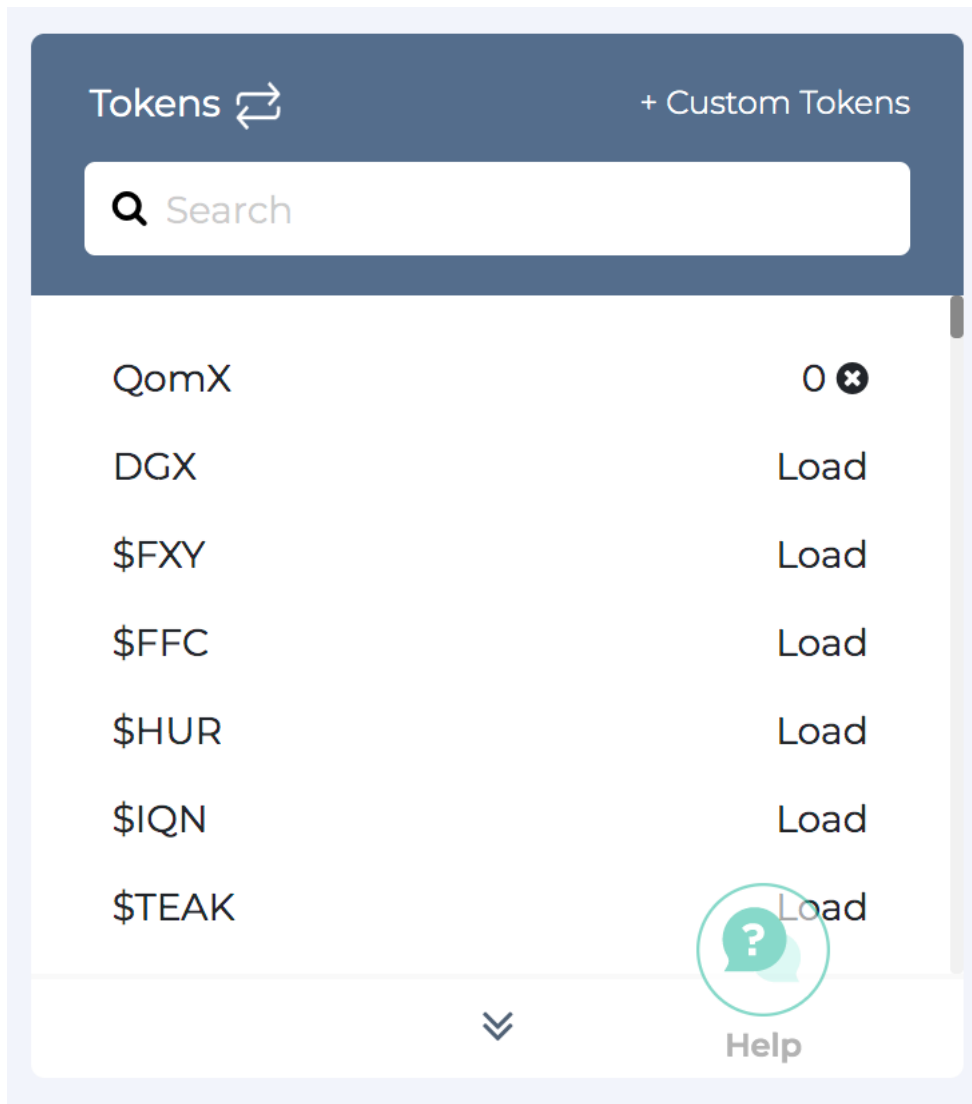 Tokens + Custom Tokens
Search
QomX 0
DGX Load
$FXY Load
$FFC Load
$HUR Load
$IQN Load
$TEAK Load
?
Help